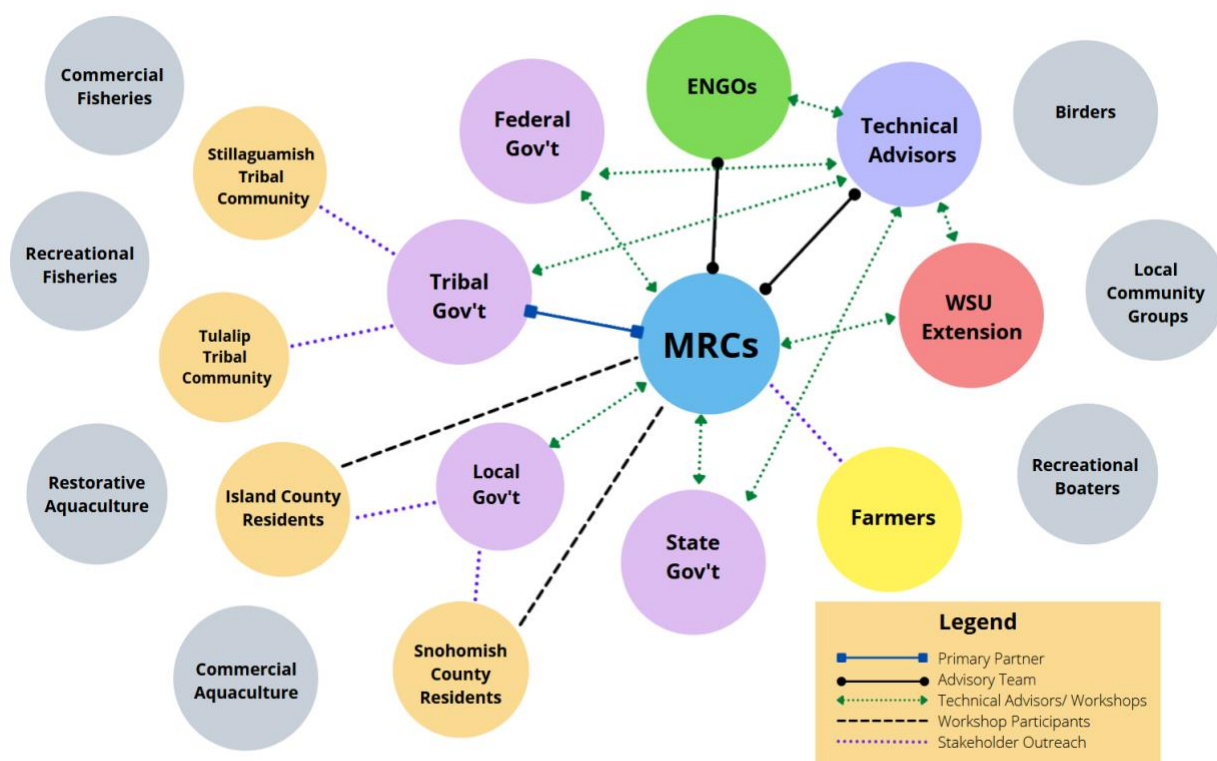 Commercial
Fisheries
ENGOs
Federal
Gov't
Technical
Advisors
Birders
Stillaguamish
Tribal
Community
Recreational
Fisheries
Tribal
Gov't
Local
Community
Groups
WSU
Extension
MRCs
Tulalip
Tribal
Community
Restorative
Aquaculture
Island County
Residents
Local
Gov't
Recreational
Boaters
Farmers
State
Gov't
Commercial
Aquaculture
Snohomish
County
Residents
Legend
Primary Partner
Advisory Team
Technical Advisors/ Workshops
Workshop Participants
Stakeholder Outreach